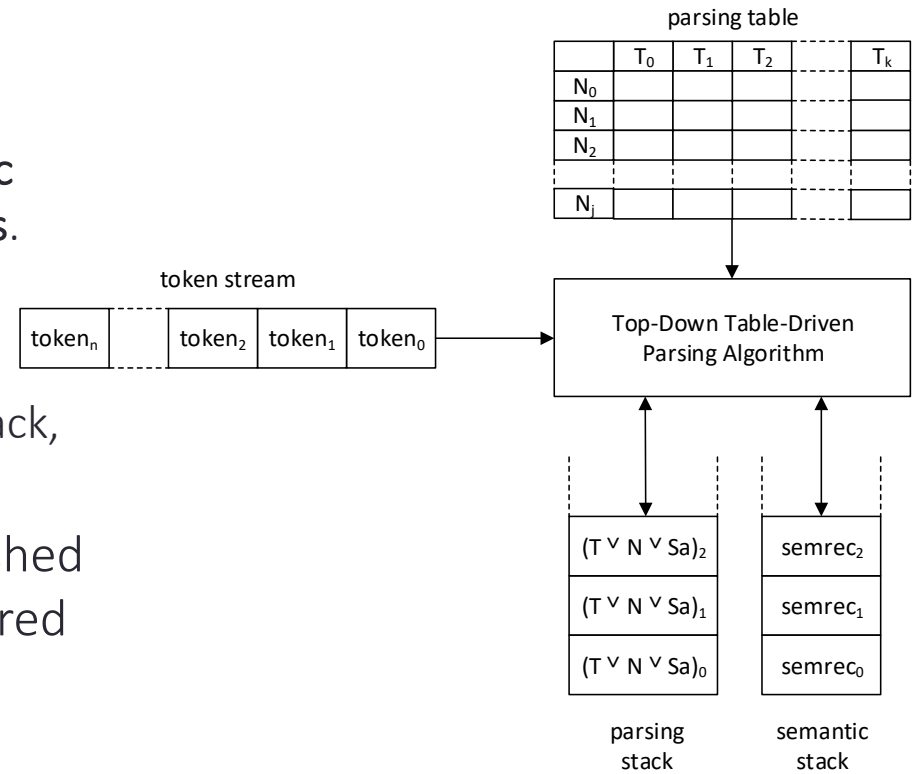 parsing table
T₀ T₁ T₂ Tₖ
N₀
N₁
N₂
Nⱼ
c
s.
token stream
tokenₙ token₂ token₁ token₀
Top-Down Table-Driven
Parsing Algorithm
ack,
hed
red
(T ∨ N ∨ Sa)₂ semrec₂
(T ∨ N ∨ Sa)₁ semrec₁
(T ∨ N ∨ Sa)₀ semrec₀
parsing
stack
semantic
stack